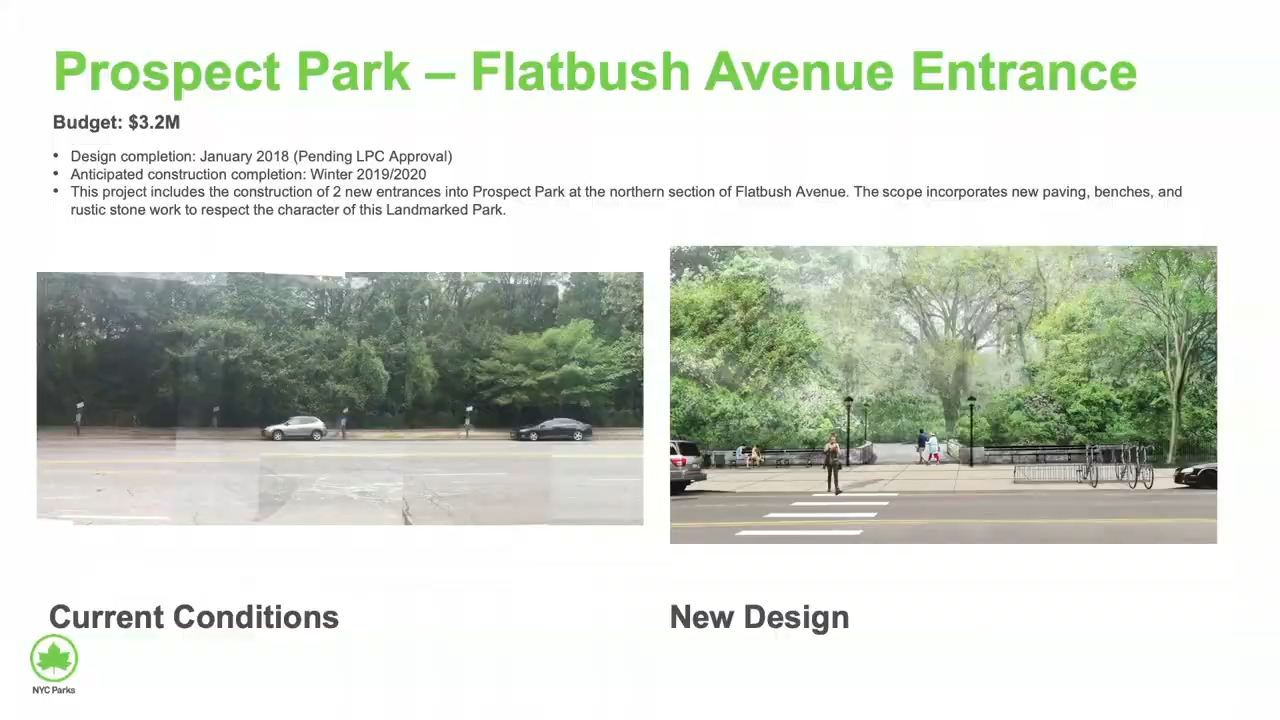 Prospect Park – Flatbush Avenue Entrance
Budget: $3.2M
• Design completion: January 2018 (Pending LPC Approval)
• Anticipated construction completion: Winter 2019/2020
• This project includes the construction of 2 new entrances into Prospect Park at the northern section of Flatbush Avenue. The scope incorporates new paving, benches, and
rustic stone work to respect the character of this Landmarked Park.
Current Conditions
New Design
NYC Parks